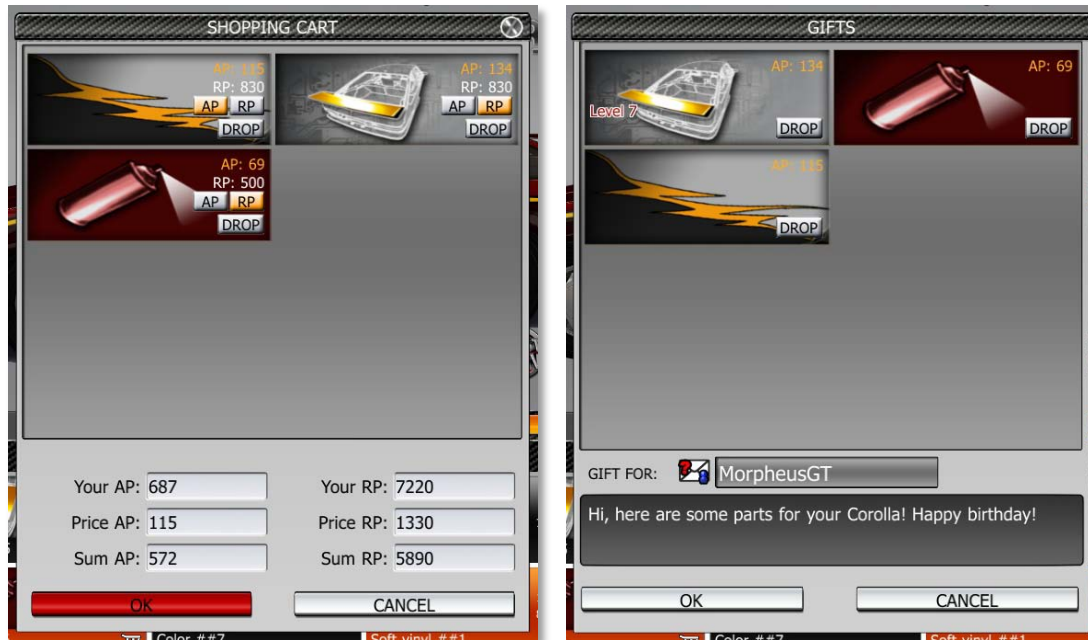 SHOPPING CART
AP: 115
RP: 830
AP RP
DROP
AP: 134
RP: 830
AP RP
DROP
AP: 69
RP: 500
AP RP
DROP
Your AP: 687
Your RP: 7220
Price AP: 115
Price RP: 1330
Sum AP: 572
Sum RP: 5890
OK
CANCEL
Color ##7
Soft vinyl ##1
GIFTS
AP: 134
Level 7
DROP
AP: 69
DROP
AP: 115
DROP
GIFT FOR: MorpheusGT
Hi, here are some parts for your Corolla! Happy birthday!
OK
CANCEL
Color ##7
Soft vinyl ##1